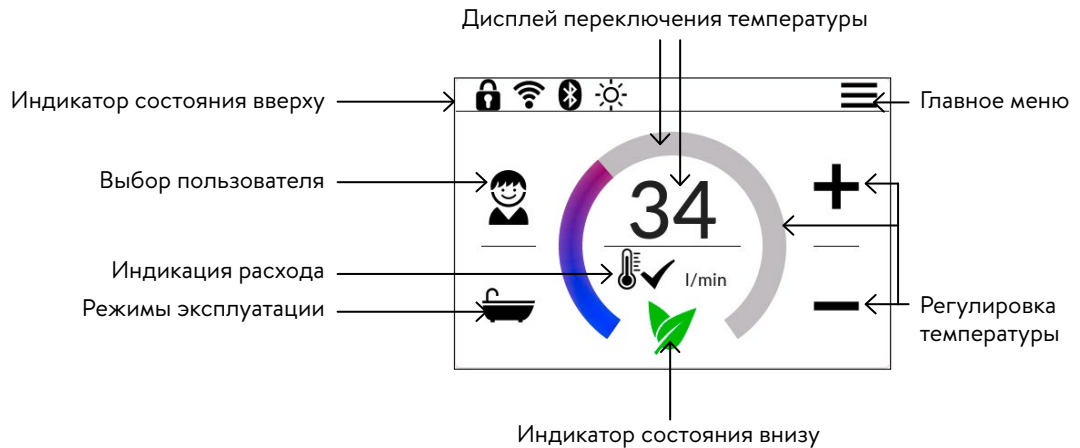 Дисплей переключения температуры
Индикатор состояния вверху
Главное меню
Выбор пользователя
34
Индикация расхода
l/min
Режимы эксплуатации
Регулировка
температуры
Индикатор состояния внизу